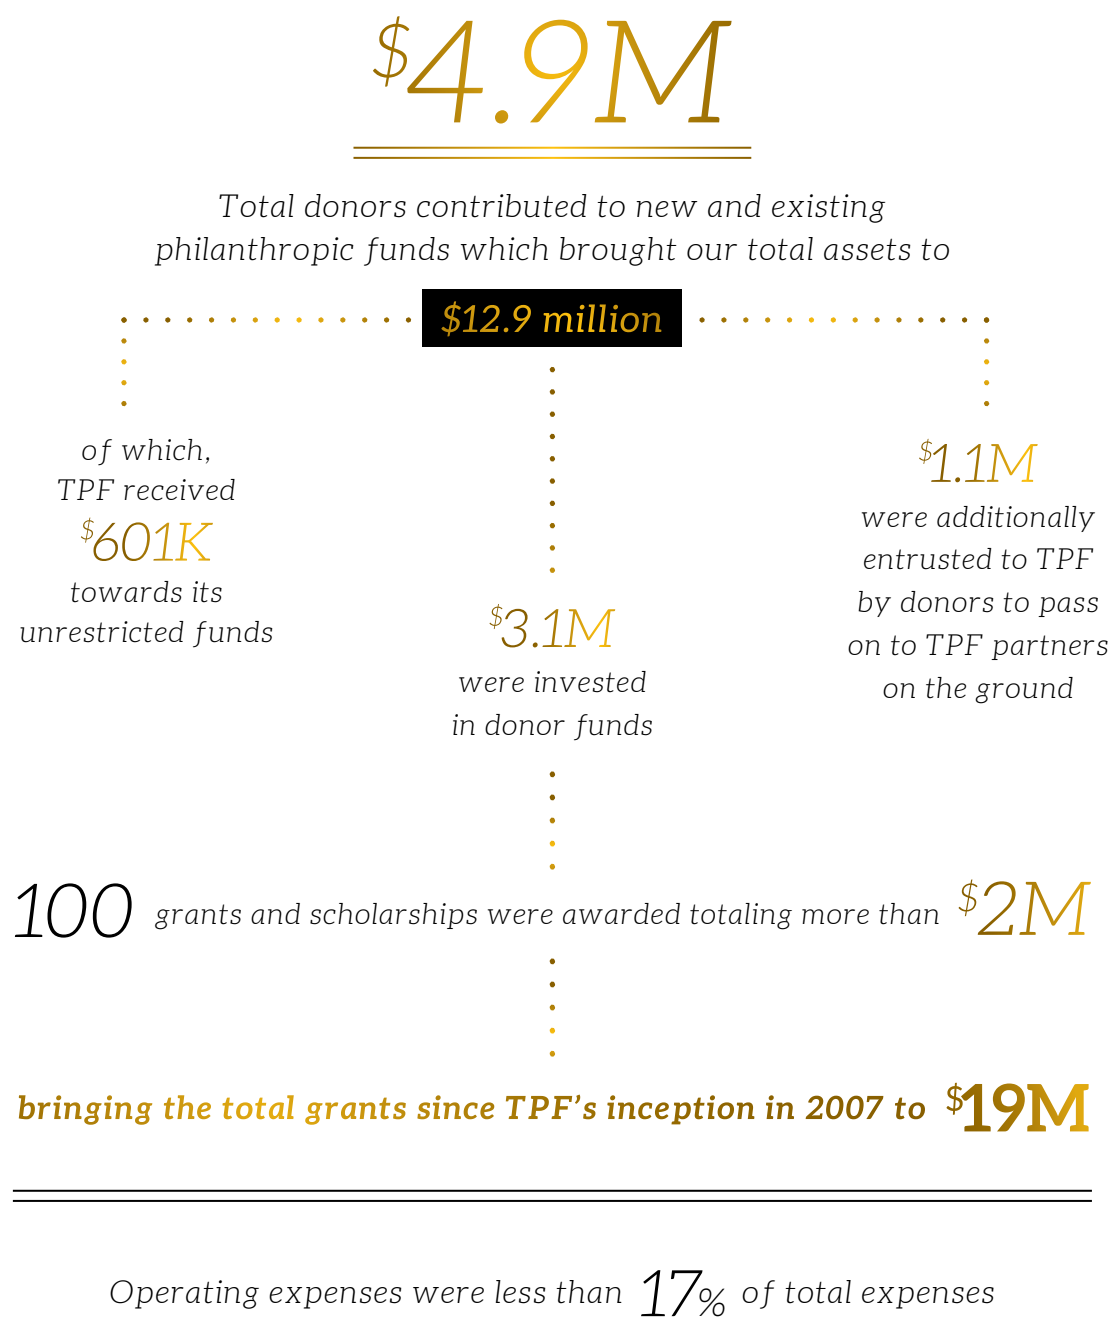 $4.9M
Total donors contributed to new and existing
philanthropic funds which brought our total assets to
$12.9 million
of which,
TPF received
$601K
towards its
unrestricted funds
$3.1M
were invested
in donor funds
$1.1M
were additionally
entrusted to TPF
by donors to pass
on to TPF partners
on the ground
100 grants and scholarships were awarded totaling more than $2M
bringing the total grants since TPF’s inception in 2007 to $19M
Operating expenses were less than 17% of total expenses